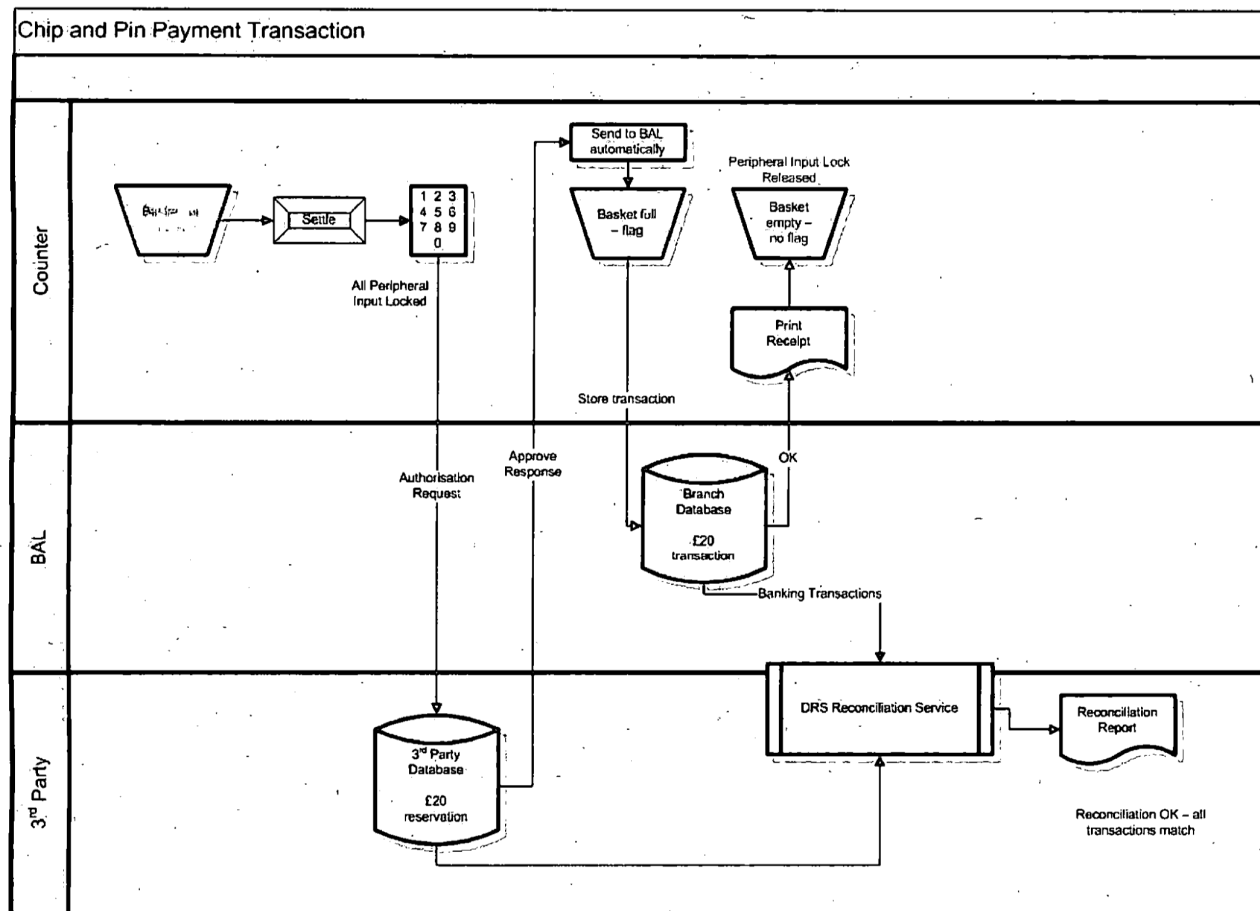 Chip and Pin Payment Transaction
Counter
Settle
1 2 3
4 5 6
7 8 9
0
All Peripheral
Input Locked
Send to BAL
automatically
Basket full
– flag
Peripheral Input Lock
Released
Basket
empty –
no flag
Print
Receipt
Store transaction
BAL
Authorisation
Request
Approve
Response
OK
Branch
Database
£20
transaction
Banking Transactions
3rd Party
3rd Party
Database
£20
reservation
DRS Reconciliation Service
Reconciliation
Report
Reconciliation OK – all
transactions match